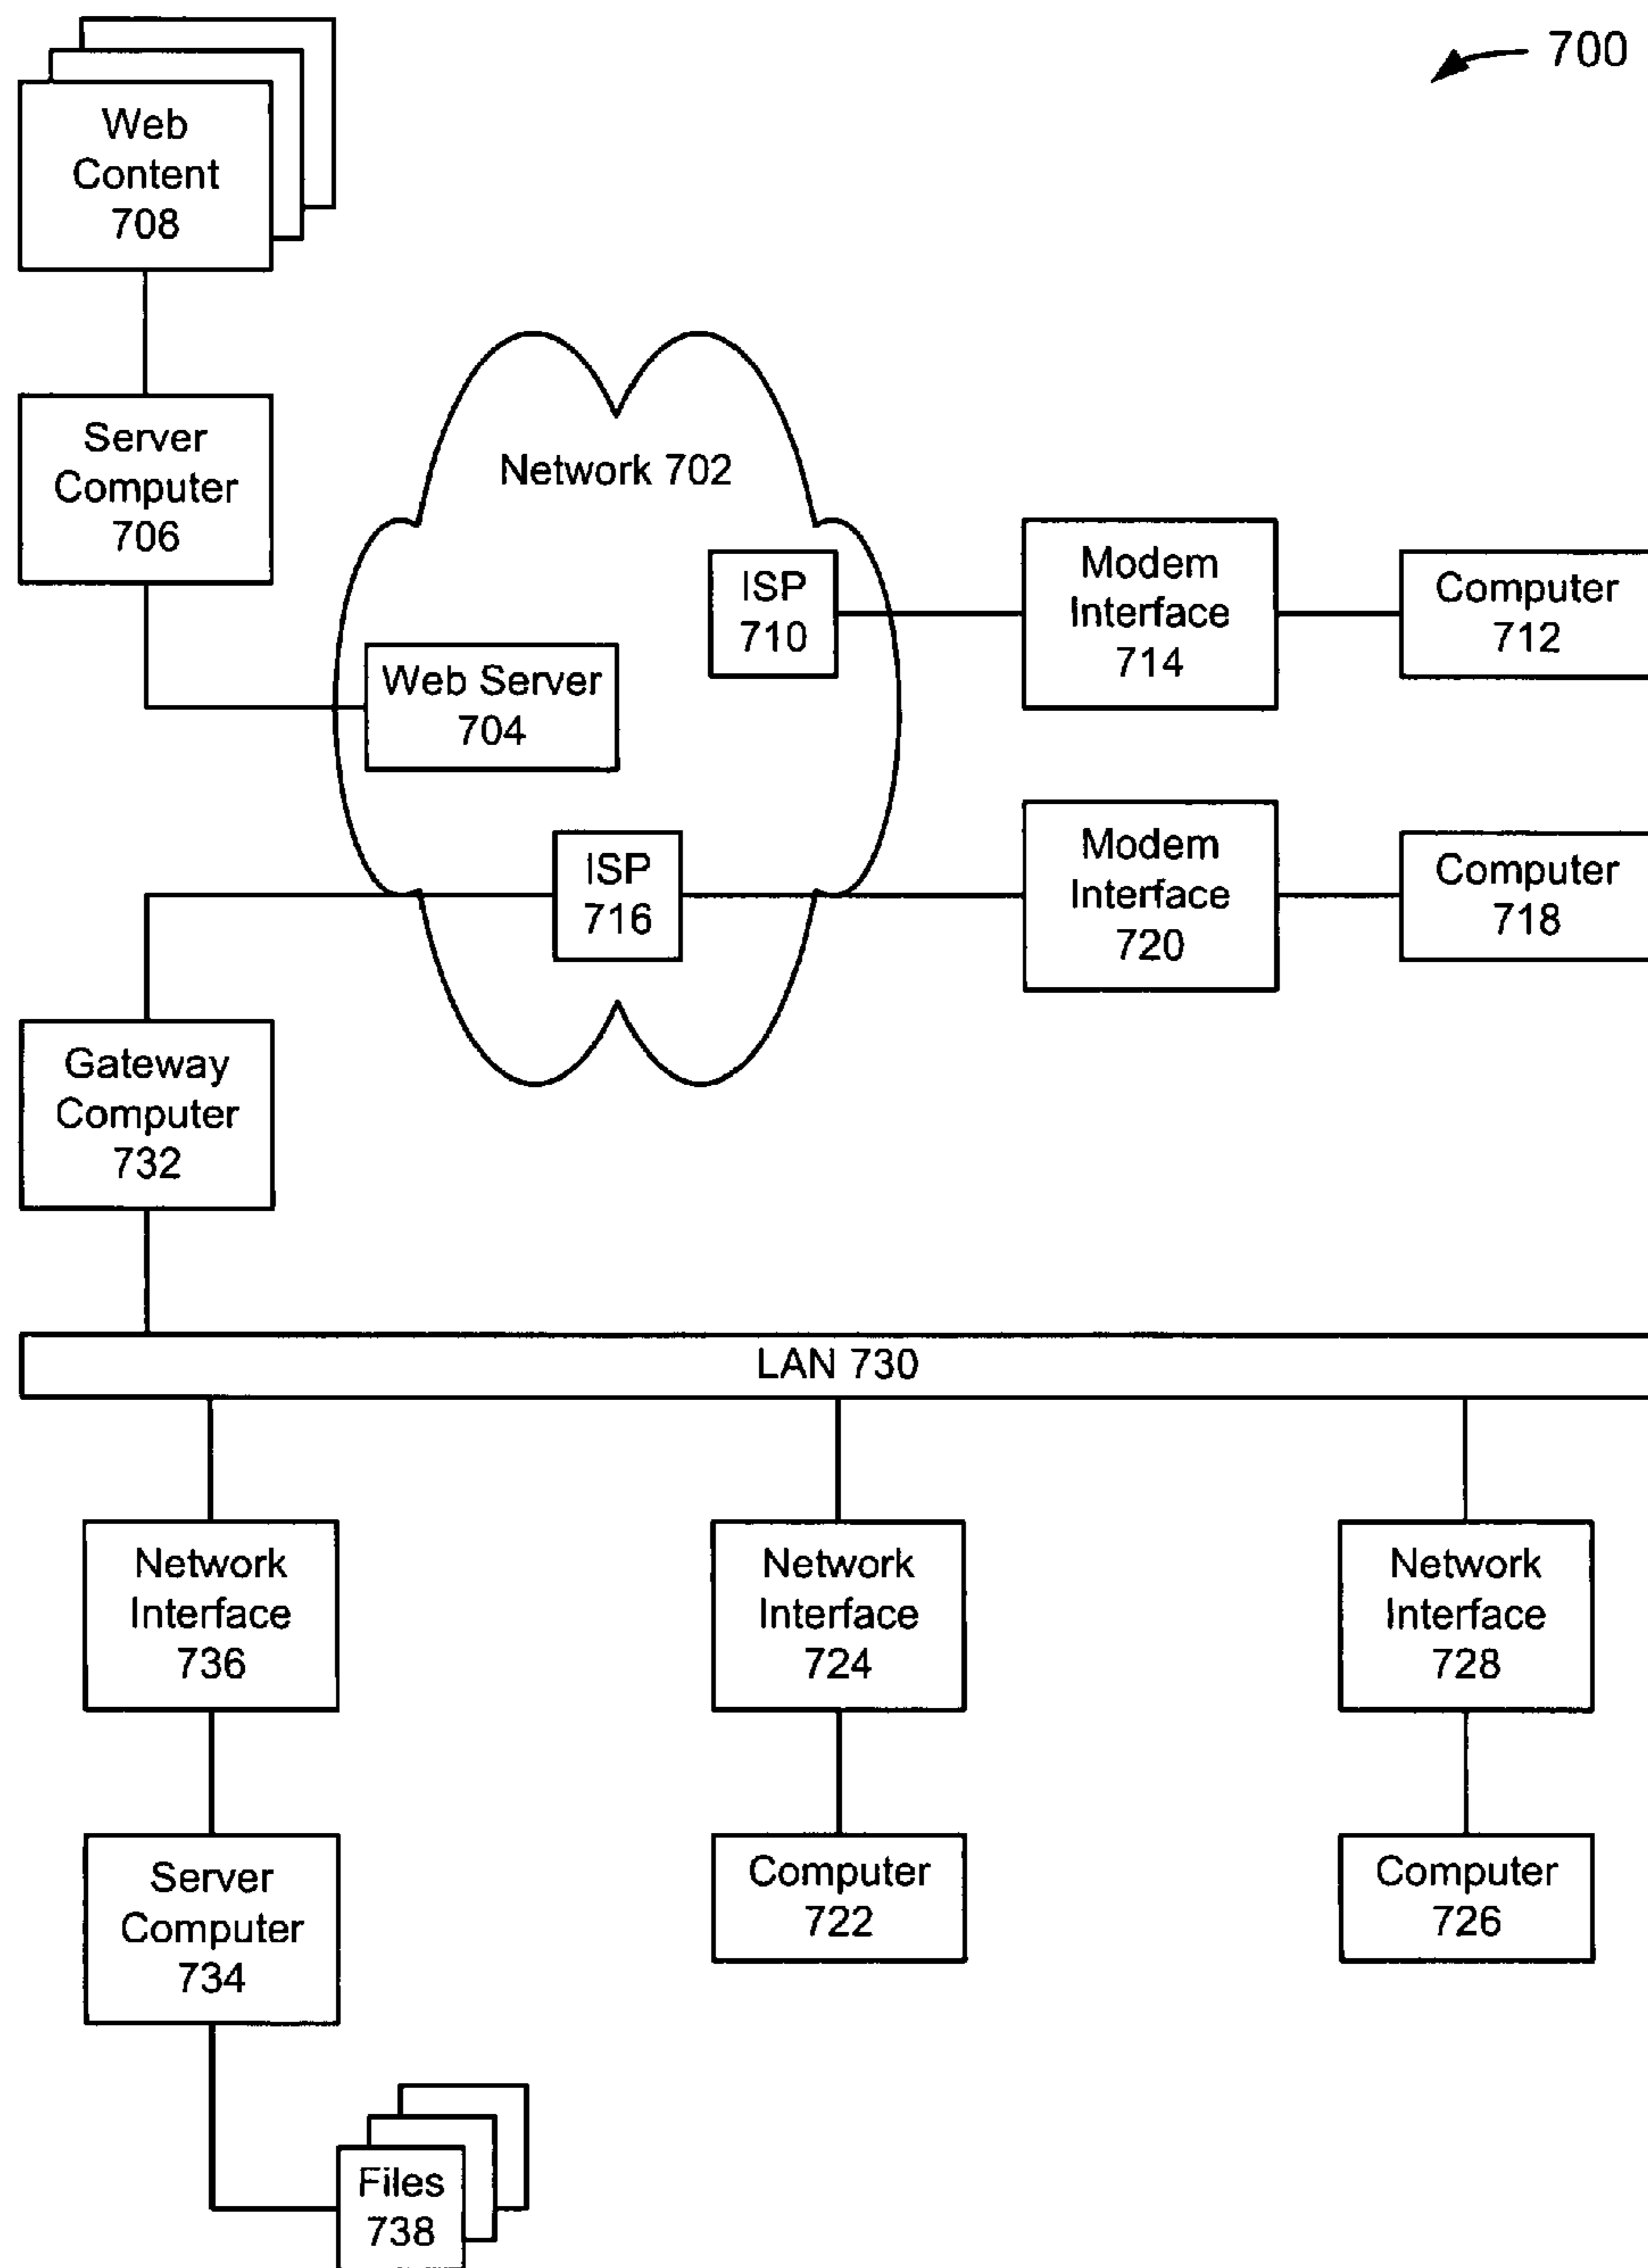 700
Web
Content
708
Server
Computer
706
Network 702
ISP
710
Modem
Interface
714
Computer
712
Web Server
704
ISP
716
Modem
Interface
720
Computer
718
Gateway
Computer
732
LAN 730
Network
Interface
736
Network
Interface
724
Network
Interface
728
Server
Computer
734
Computer
722
Computer
726
Files
738